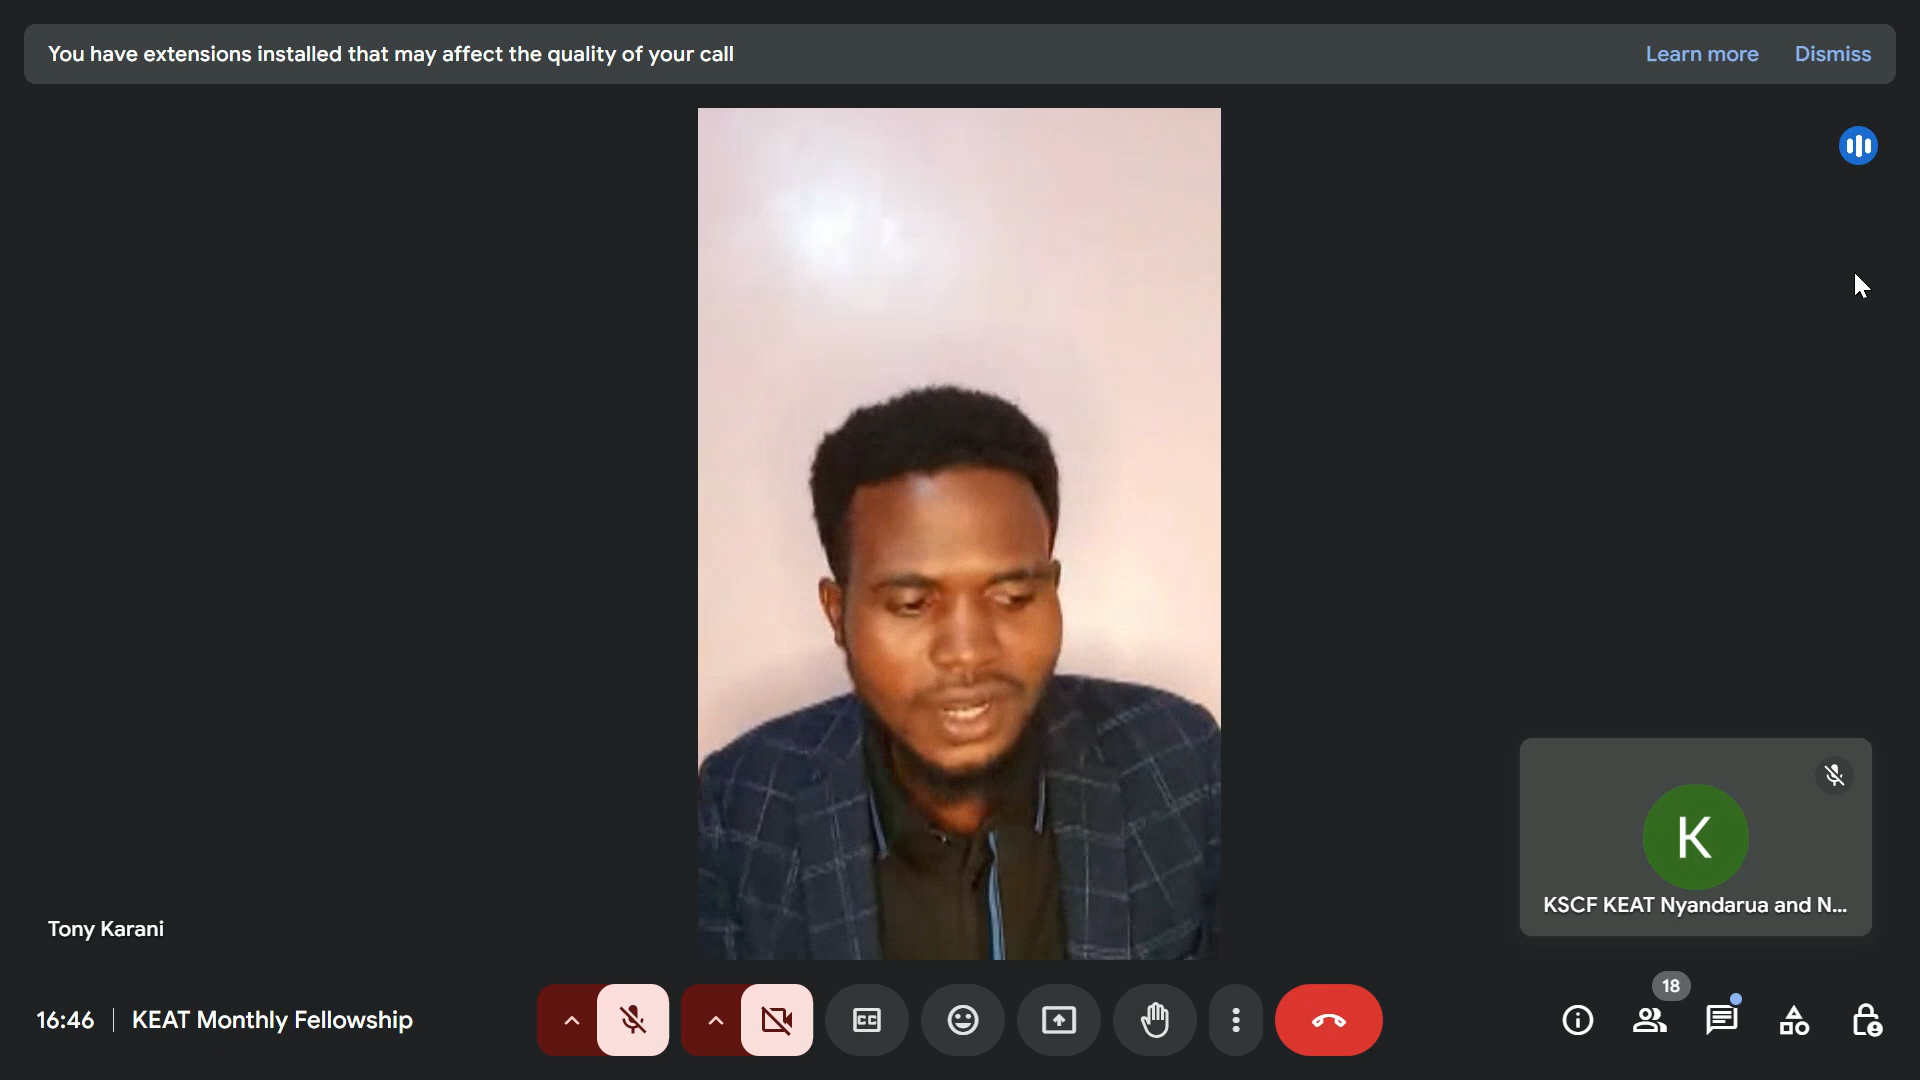 You have extensions installed that may affect the quality of your call
Learn more
Dismiss
K
KSCF KEAT Nyandarua and N...
Tony Karani
16:46
KEAT Monthly Fellowship
CC
18